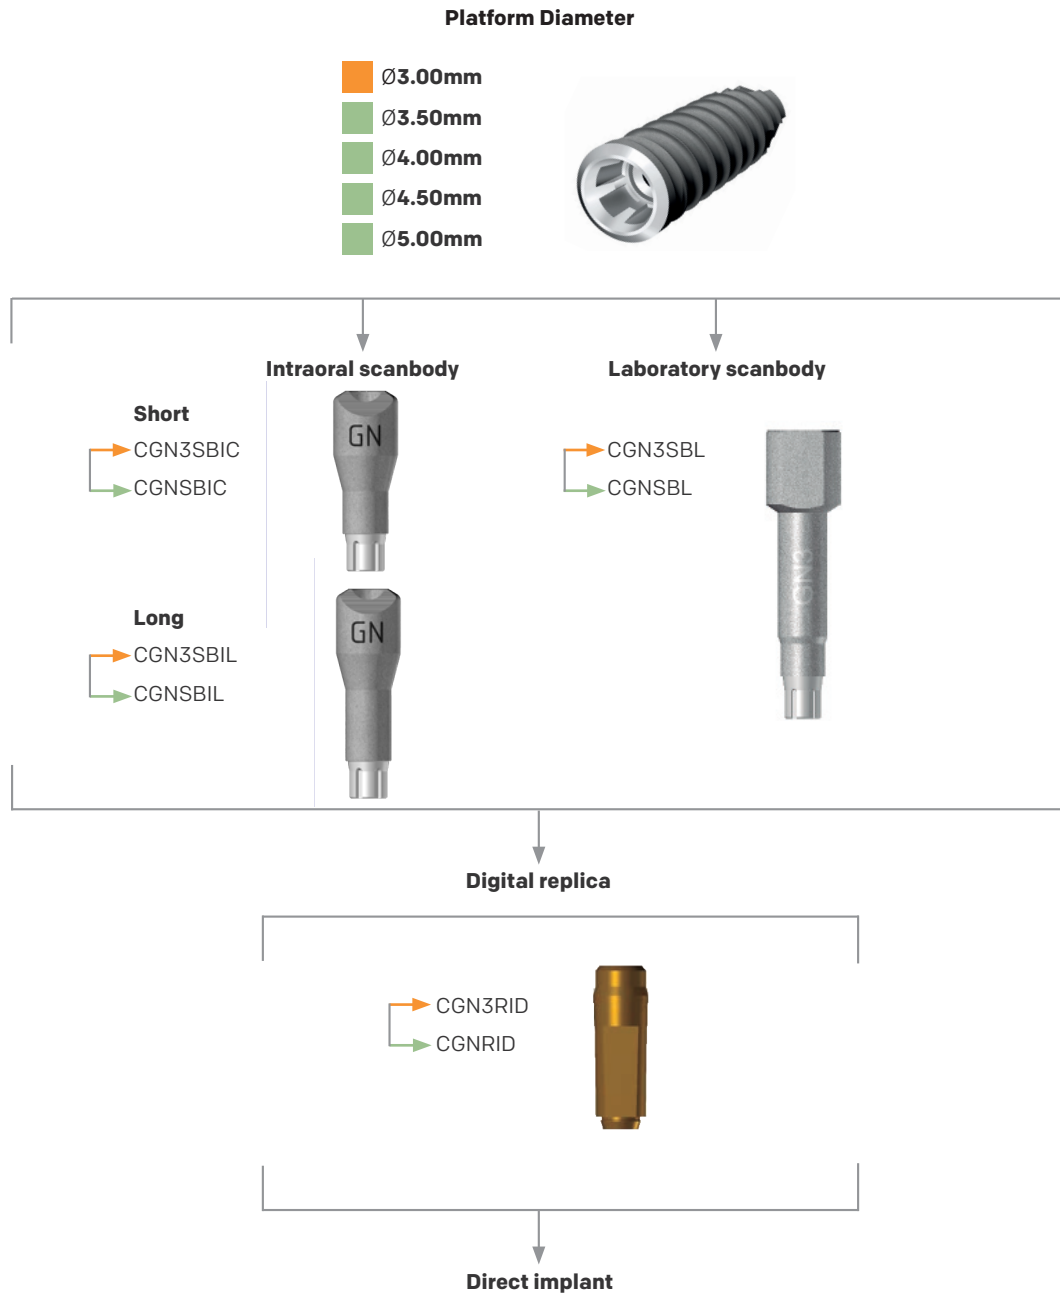 Platform Diameter
Ø3.00mm
Ø3.50mm
Ø4.00mm
Ø4.50mm
Ø5.00mm
Intraoral scanbody
Laboratory scanbody
Short
CGN3SBIC
CGNSBIC
GN
CGN3SBL
CGNSBL
GN3
Long
CGN3SBIL
CGNSBIL
GN
Digital replica
CGN3RID
CGNRID
Direct implant